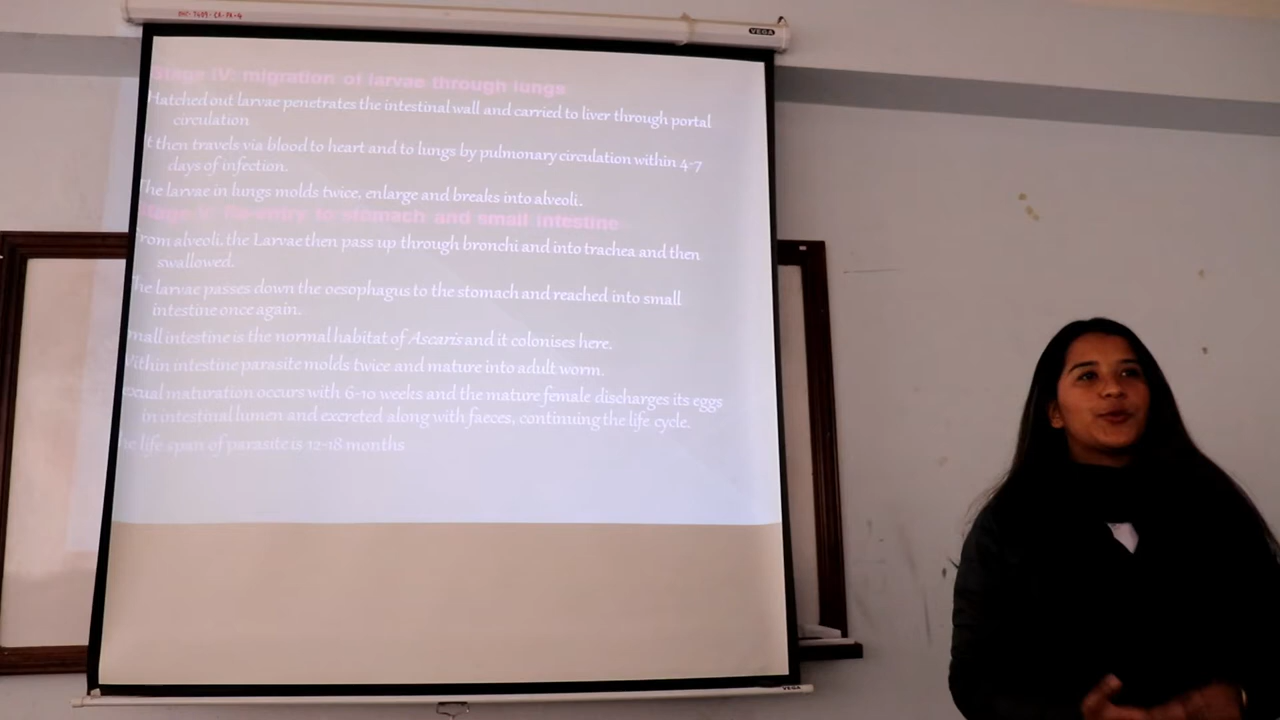 VEGA
Stage IV: migration of larvae through lungs
Hatched out larvae penetrates the intestinal wall and carried to liver through portal
circulation
t then travels via blood to heart and to lungs by pulmonary circulation within 4-7
days of infection.
The larvae in lungs molds twice, enlarge and breaks into alveoli.
Stage V: Re-entry to stomach and small intestine
rom alveoli, the Larvae then pass up through bronchi and into trachea and then
swallowed.
The larvae passes down the oesophagus to the stomach and reached into small
intestine once again.
mall intestine is the normal habitat of Ascaris and it colonises here.
Within intestine parasite molds twice and mature into adult worm.
exual maturation occurs with 6-10 weeks and the mature female discharges its eggs
in intestinal lumen and excreted along with faeces, continuing the life cycle.
he life span of parasite is 12-18 months
VEGA